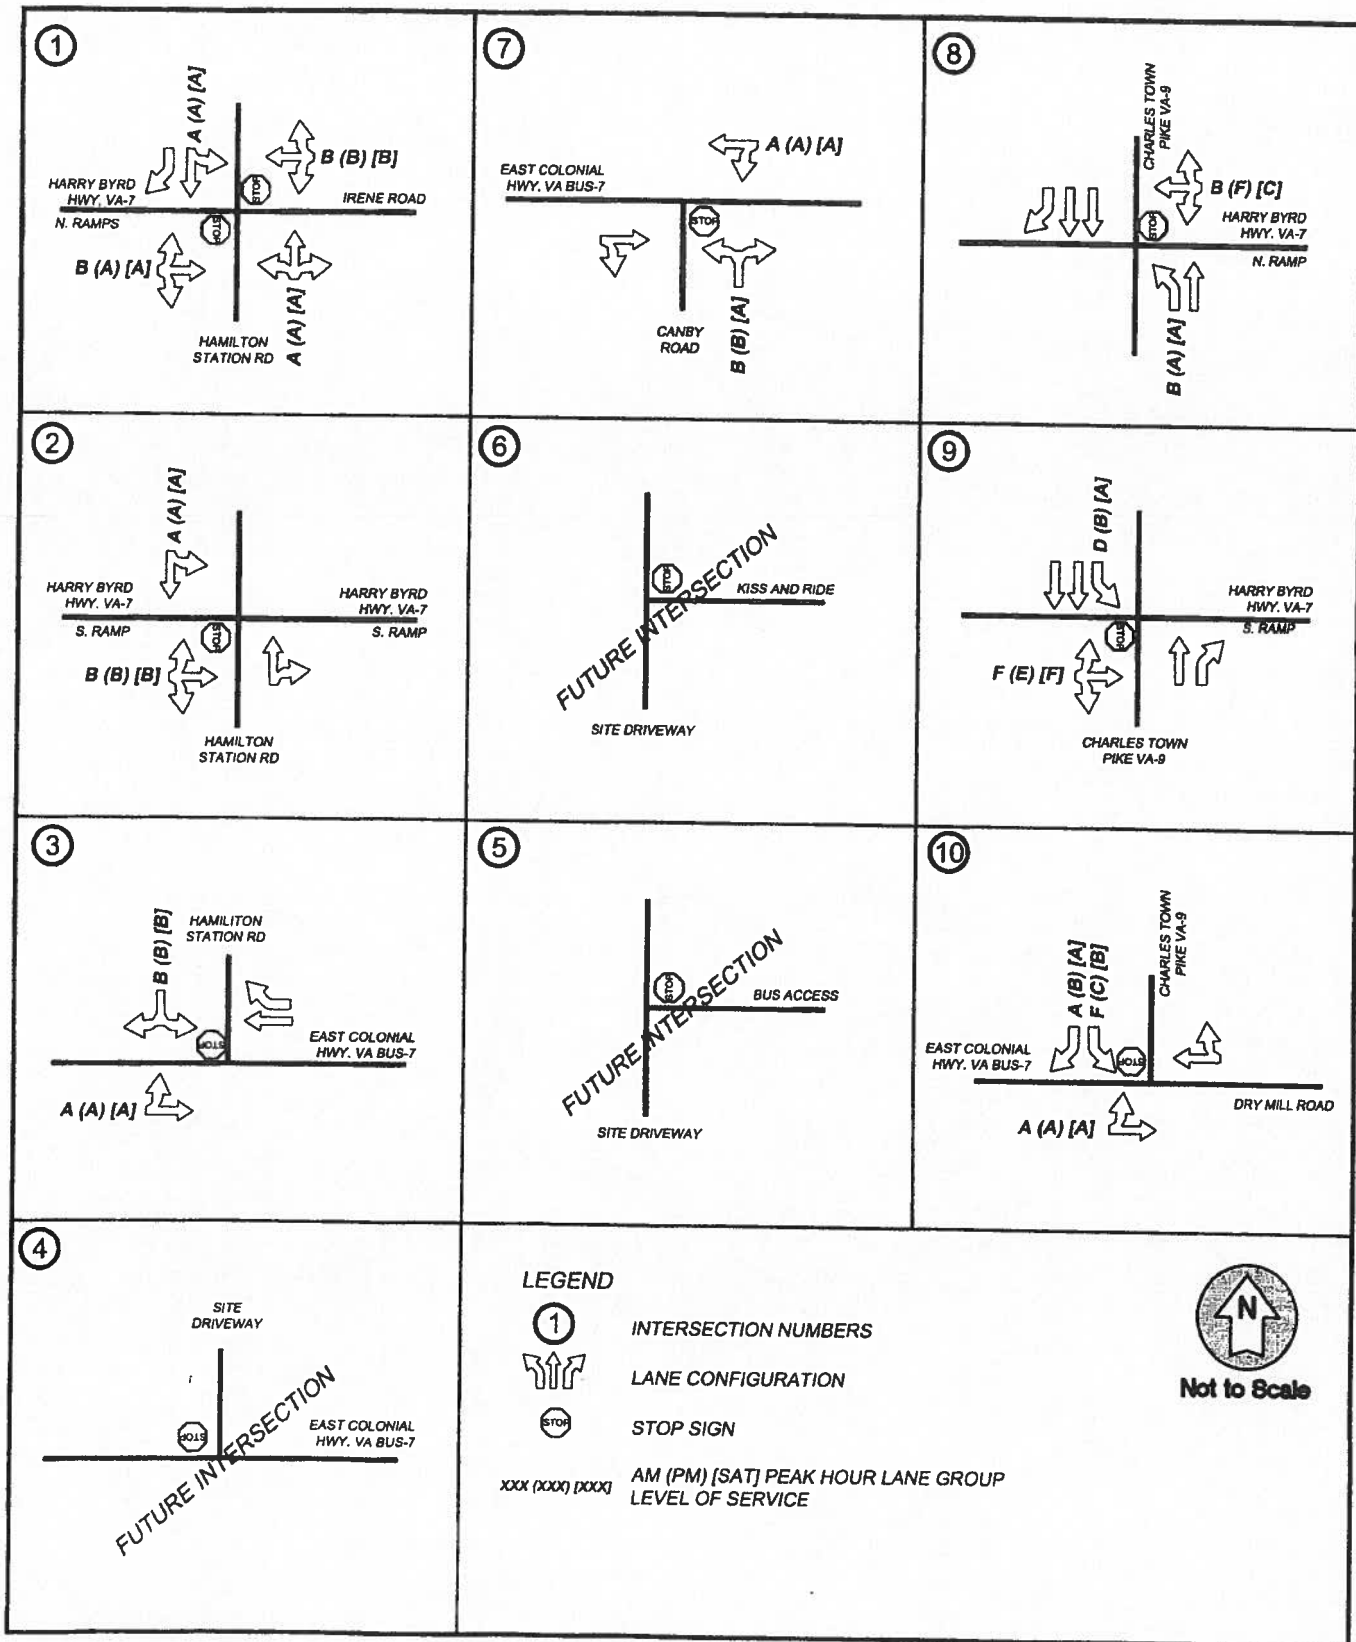 1
A (A) [A]
B (B) [B]
HARRY BYRD
HWY, VA-7
N. RAMPS
STOP
IRENE ROAD
STOP
B (A) [A]
A (A) [A]
HAMILTON
STATION RD
7
A (A) [A]
EAST COLONIAL
HWY. VA BUS-7
STOP
CANBY
ROAD
B (B) [A]
8
CHARLES TOWN
PIKE VA-9
B (F) [C]
STOP
HARRY BYRD
HWY. VA-7
N. RAMP
B (A) [A]
2
A (A) [A]
HARRY BYRD
HWY. VA-7
S. RAMP
HARRY BYRD
HWY. VA-7
S. RAMP
STOP
B (B) [B]
HAMILTON
STATION RD
6
STOP
KISS AND RIDE
FUTURE INTERSECTION
SITE DRIVEWAY
9
D (B) [A]
HARRY BYRD
HWY. VA-7
S. RAMP
STOP
F (E) [F]
CHARLES TOWN
PIKE VA-9
3
B (B) [B]
HAMILITON
STATION RD
STOP
EAST COLONIAL
HWY. VA BUS-7
A (A) [A]
5
STOP
BUS ACCESS
FUTURE INTERSECTION
SITE DRIVEWAY
10
A (B) [A]
F (C) [B]
CHARLES TOWN
PIKE VA-9
EAST COLONIAL
HWY. VA BUS-7
STOP
DRY MILL ROAD
A (A) [A]
4
SITE
DRIVEWAY
STOP
EAST COLONIAL
HWY. VA BUS-7
FUTURE INTERSECTION
LEGEND
1 INTERSECTION NUMBERS
LANE CONFIGURATION
STOP STOP SIGN
XXX (XXX) [XXX] AM (PM) [SAT] PEAK HOUR LANE GROUP
LEVEL OF SERVICE
N
Not to Scale